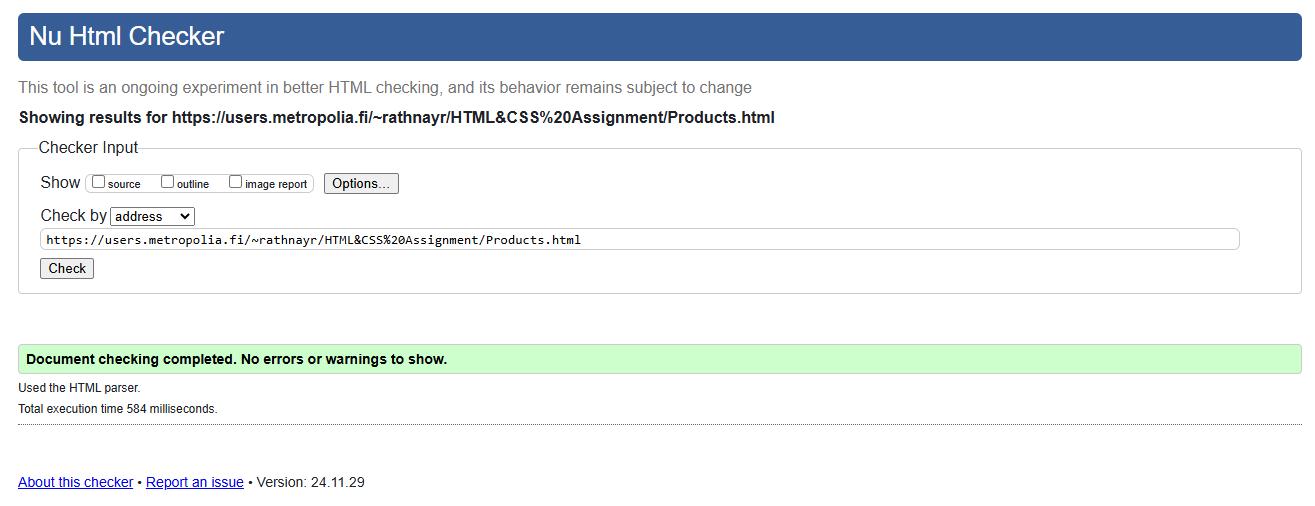 Nu Html Checker
This tool is an ongoing experiment in better HTML checking, and its behavior remains subject to change
Showing results for https://users.metropolia.fi/~rathnayr/HTML&CSS%20Assignment/Products.html
Checker Input
Show source outline image report Options...
Check by address
https://users.metropolia.fi/~rathnayr/HTML&CSS%20Assignment/Products.html
Check
Document checking completed. No errors or warnings to show.
Used the HTML parser.
Total execution time 584 milliseconds.
About this checker • Report an issue • Version: 24.11.29